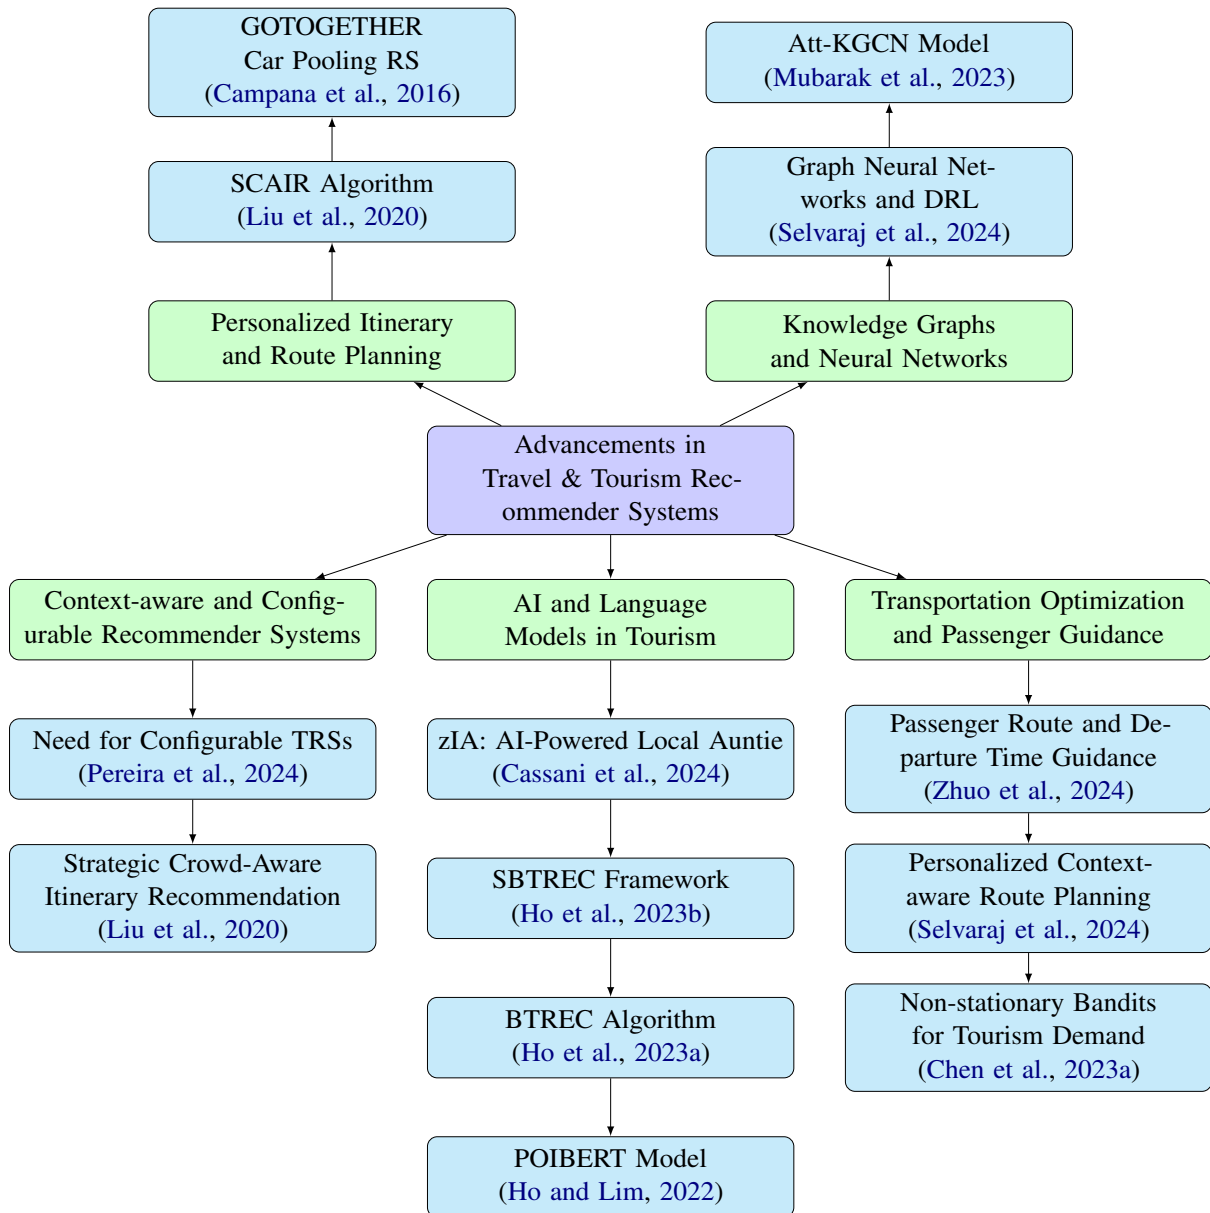 GOTOGETHER
Car Pooling RS
(Campana et al., 2016)
Att-KGCN Model
(Mubarak et al., 2023)
SCAIR Algorithm
(Liu et al., 2020)
Graph Neural Net-
works and DRL
(Selvaraj et al., 2024)
Personalized Itinerary
and Route Planning
Knowledge Graphs
and Neural Networks
Advancements in
Travel & Tourism Rec-
ommender Systems
Context-aware and Config-
urable Recommender Systems
AI and Language
Models in Tourism
Transportation Optimization
and Passenger Guidance
Need for Configurable TRSs
(Pereira et al., 2024)
zIA: AI-Powered Local Auntie
(Cassani et al., 2024)
Passenger Route and De-
parture Time Guidance
(Zhuo et al., 2024)
Strategic Crowd-Aware
Itinerary Recommendation
(Liu et al., 2020)
SBTREC Framework
(Ho et al., 2023b)
Personalized Context-
aware Route Planning
(Selvaraj et al., 2024)
BTREC Algorithm
(Ho et al., 2023a)
Non-stationary Bandits
for Tourism Demand
(Chen et al., 2023a)
POIBERT Model
(Ho and Lim, 2022)